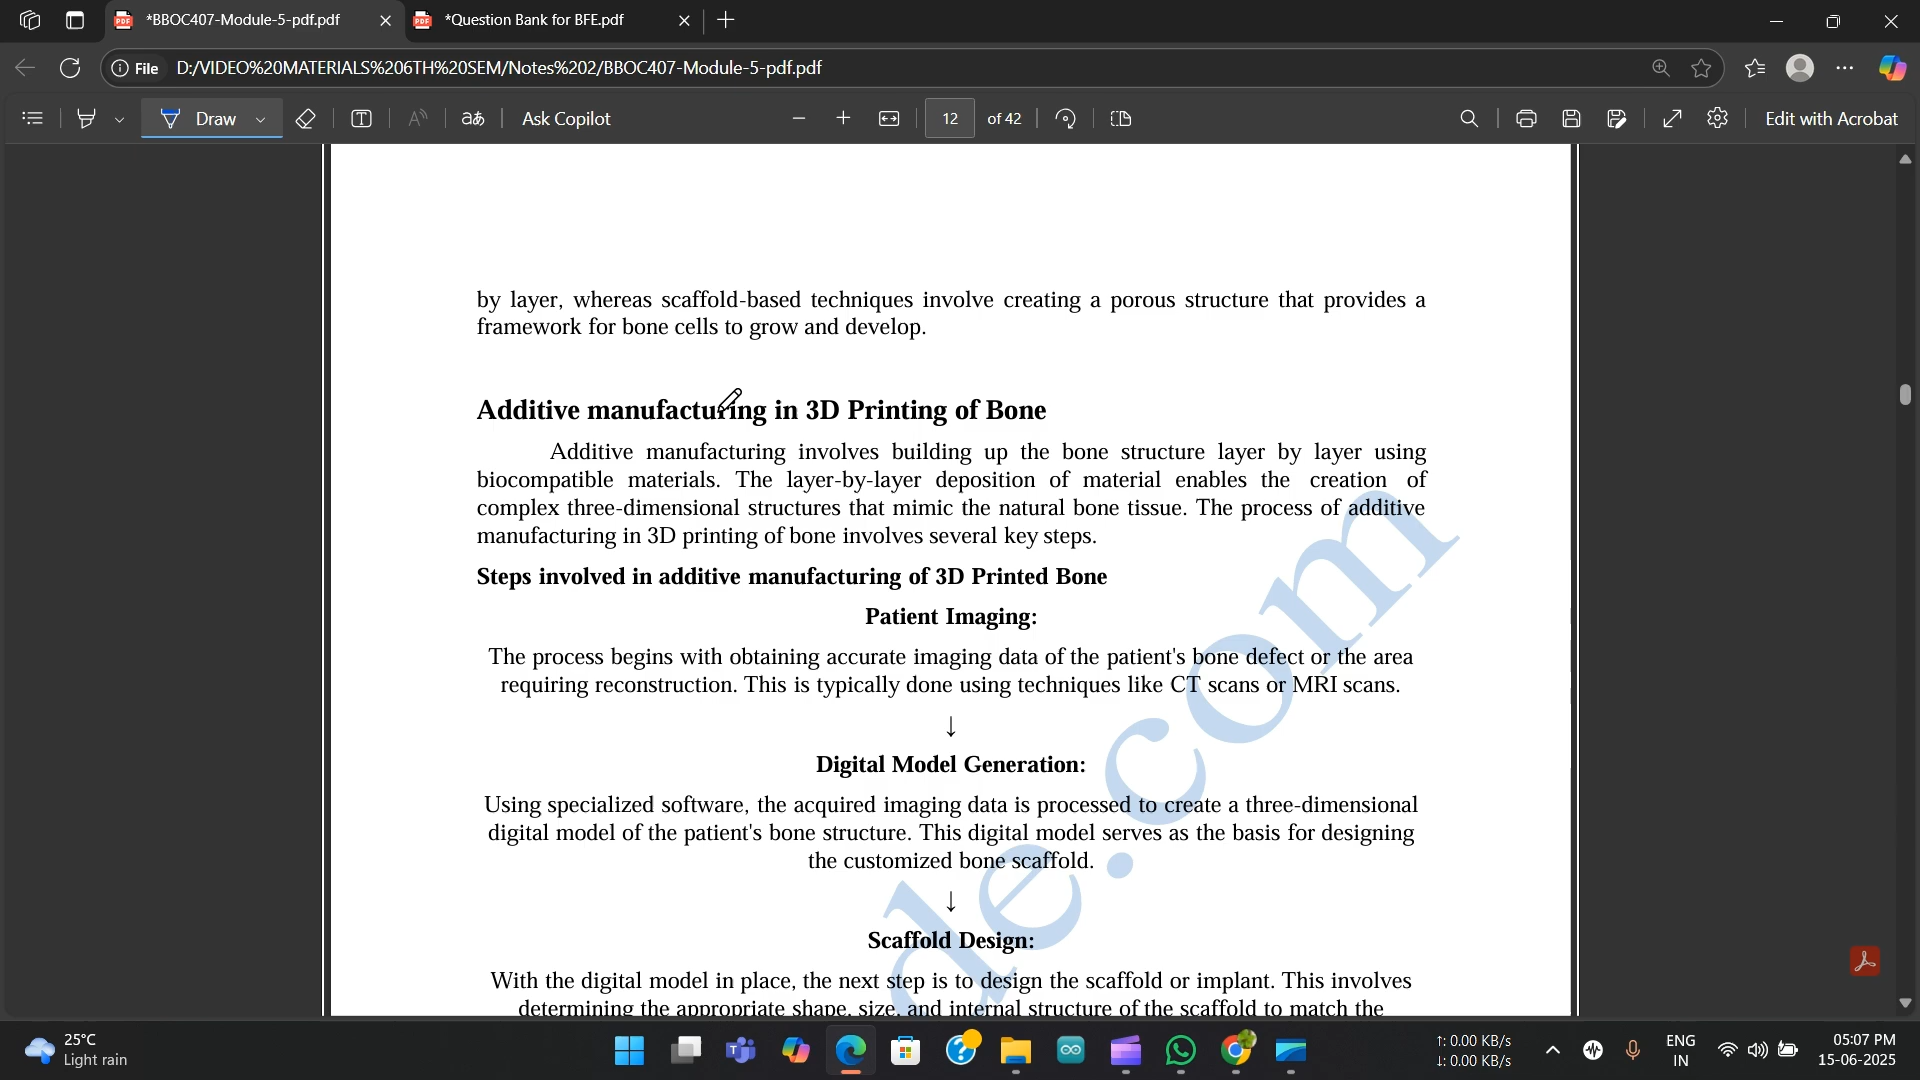 *BBOC407-Module-5-pdf.pdf
*Question Bank for BFE.pdf
File
D:/VIDEO%20MATERIALS%206TH%20SEM/Notes%202/BBOC407-Module-5-pdf.pdf
Draw
aあ
Ask Copilot
12 of 42
Edit with Acrobat
by layer, whereas scaffold-based techniques involve creating a porous structure that provides a
framework for bone cells to grow and develop.
Additive manufacturing in 3D Printing of Bone
Additive manufacturing involves building up the bone structure layer by layer using
biocompatible materials. The layer-by-layer deposition of material enables the creation of
complex three-dimensional structures that mimic the natural bone tissue. The process of additive
manufacturing in 3D printing of bone involves several key steps.
Steps involved in additive manufacturing of 3D Printed Bone
Patient Imaging:
The process begins with obtaining accurate imaging data of the patient's bone defect or the area
requiring reconstruction. This is typically done using techniques like CT scans or MRI scans.
↓
Digital Model Generation:
Using specialized software, the acquired imaging data is processed to create a three-dimensional
digital model of the patient's bone structure. This digital model serves as the basis for designing
the customized bone scaffold.
↓
Scaffold Design:
With the digital model in place, the next step is to design the scaffold or implant. This involves
determining the appropriate shape, size, and internal structure of the scaffold to match the
de.com
25°C
Light rain
↑: 0.00 KB/s
↓: 0.00 KB/s
ENG
IN
05:07 PM
15-06-2025